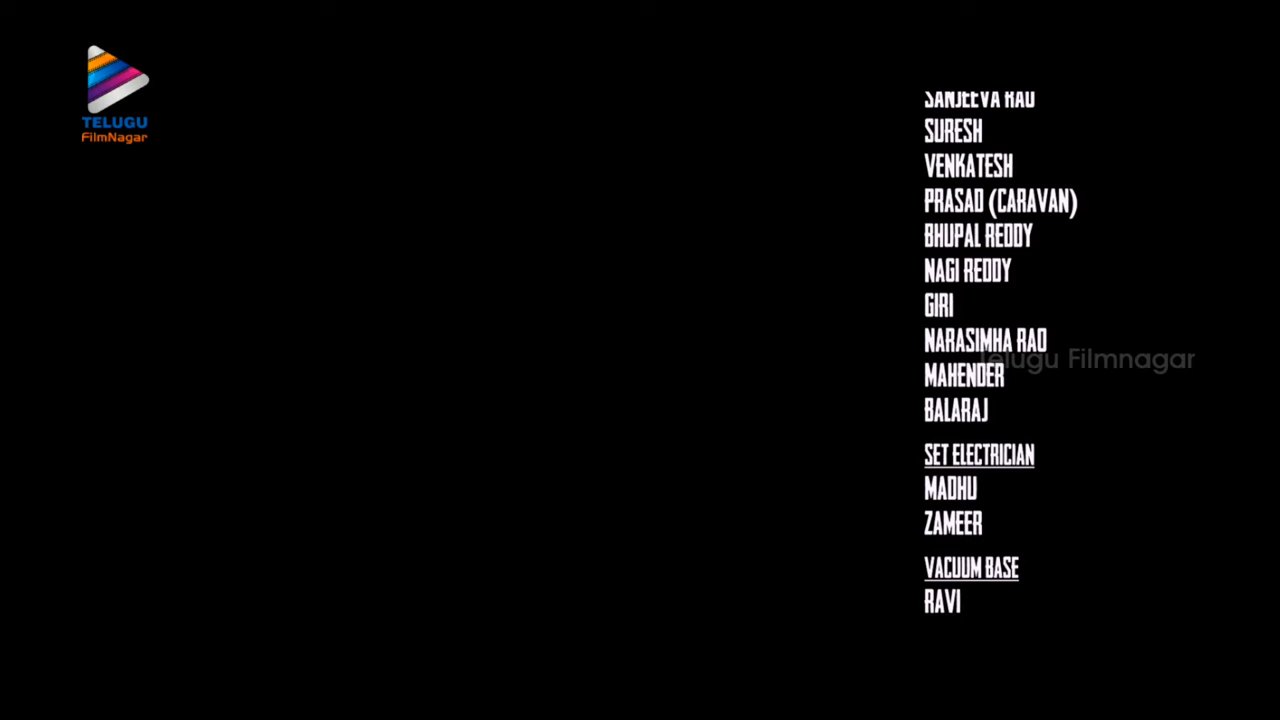 TELUGU
FilmNagar
SANJEEVA RAO
SURESH
VENKATESH
PRASAD (CARAVAN)
BHUPAL REDDY
NAGI REDDY
GIRI
NARASIMHA RAO
Telugu Filmnagar
MAHENDER
BALARAJ
SET ELECTRICIAN
MADHU
ZAMEER
VACUUM BASE
RAVI